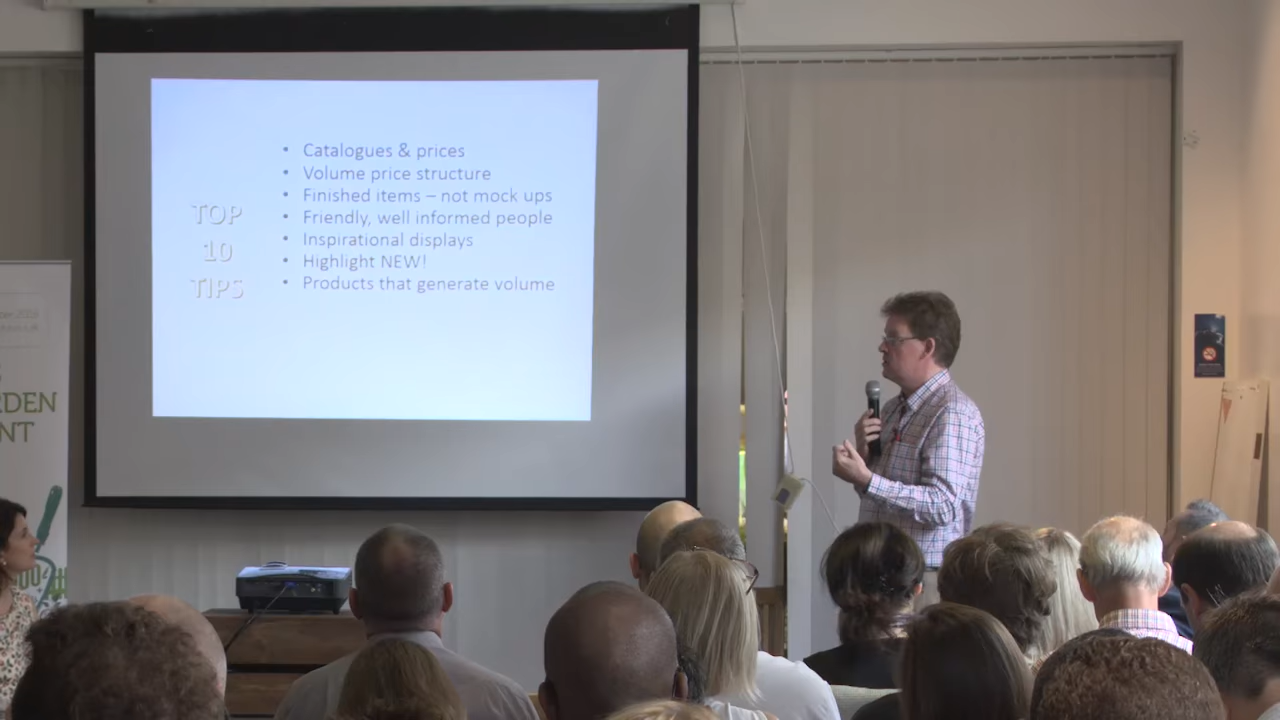 TOP
10
TIPS
• Catalogues & prices
• Volume price structure
• Finished items – not mock ups
• Friendly, well informed people
• Inspirational displays
• Highlight NEW!
• Products that generate volume
RDEN
NT